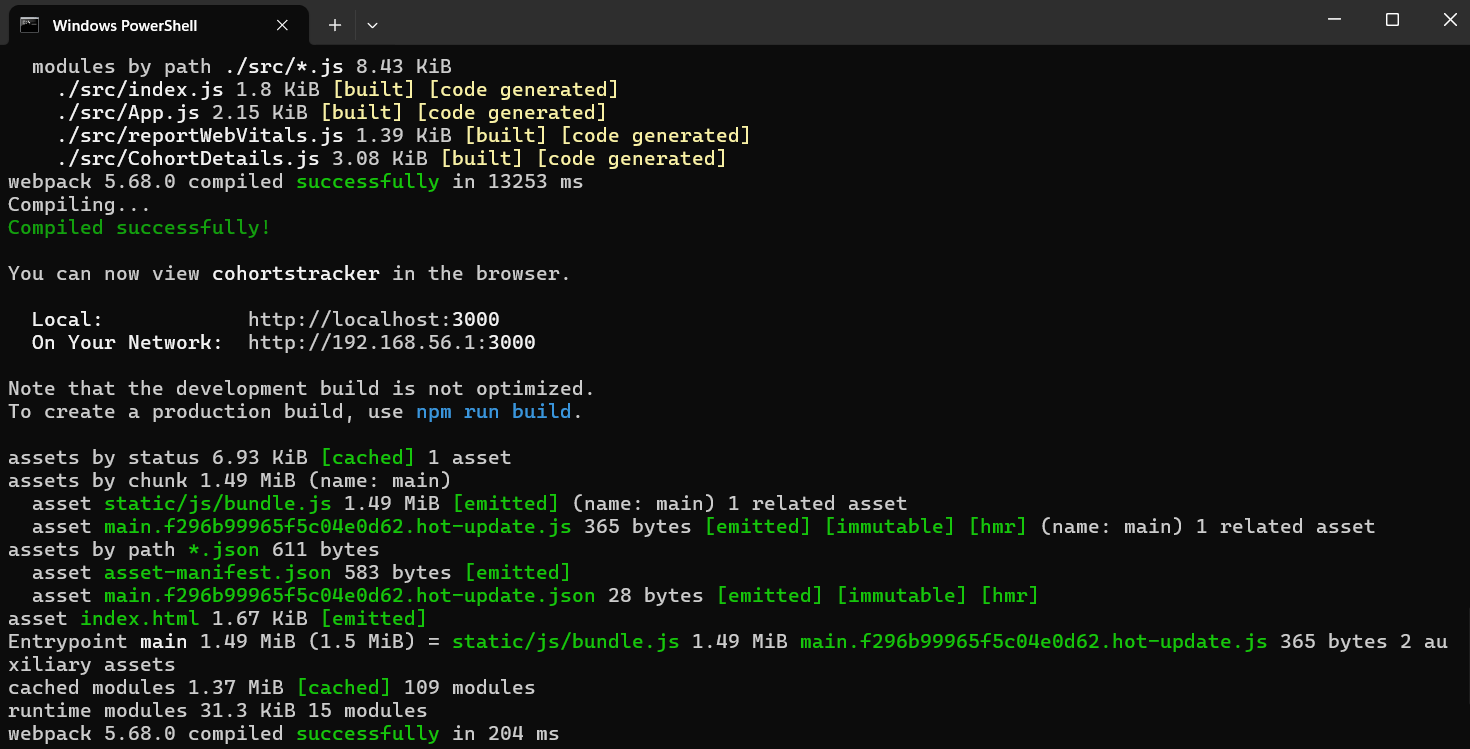 Windows PowerShell
  modules by path ./src/*.js 8.43 KiB
    ./src/index.js 1.8 KiB [built] [code generated]
    ./src/App.js 2.15 KiB [built] [code generated]
    ./src/reportWebVitals.js 1.39 KiB [built] [code generated]
    ./src/CohortDetails.js 3.08 KiB [built] [code generated]
webpack 5.68.0 compiled successfully in 13253 ms
Compiling...
Compiled successfully!

You can now view cohortstracker in the browser.

  Local:            http://localhost:3000
  On Your Network:  http://192.168.56.1:3000

Note that the development build is not optimized.
To create a production build, use npm run build.

assets by status 6.93 KiB [cached] 1 asset
assets by chunk 1.49 MiB (name: main)
  asset static/js/bundle.js 1.49 MiB [emitted] (name: main) 1 related asset
  asset main.f296b99965f5c04e0d62.hot-update.js 365 bytes [emitted] [immutable] [hmr] (name: main) 1 related asset
assets by path *.json 611 bytes
  asset asset-manifest.json 583 bytes [emitted]
  asset main.f296b99965f5c04e0d62.hot-update.json 28 bytes [emitted] [immutable] [hmr]
asset index.html 1.67 KiB [emitted]
Entrypoint main 1.49 MiB (1.5 MiB) = static/js/bundle.js 1.49 MiB main.f296b99965f5c04e0d62.hot-update.js 365 bytes 2 au
xiliary assets
cached modules 1.37 MiB [cached] 109 modules
runtime modules 31.3 KiB 15 modules
webpack 5.68.0 compiled successfully in 204 ms